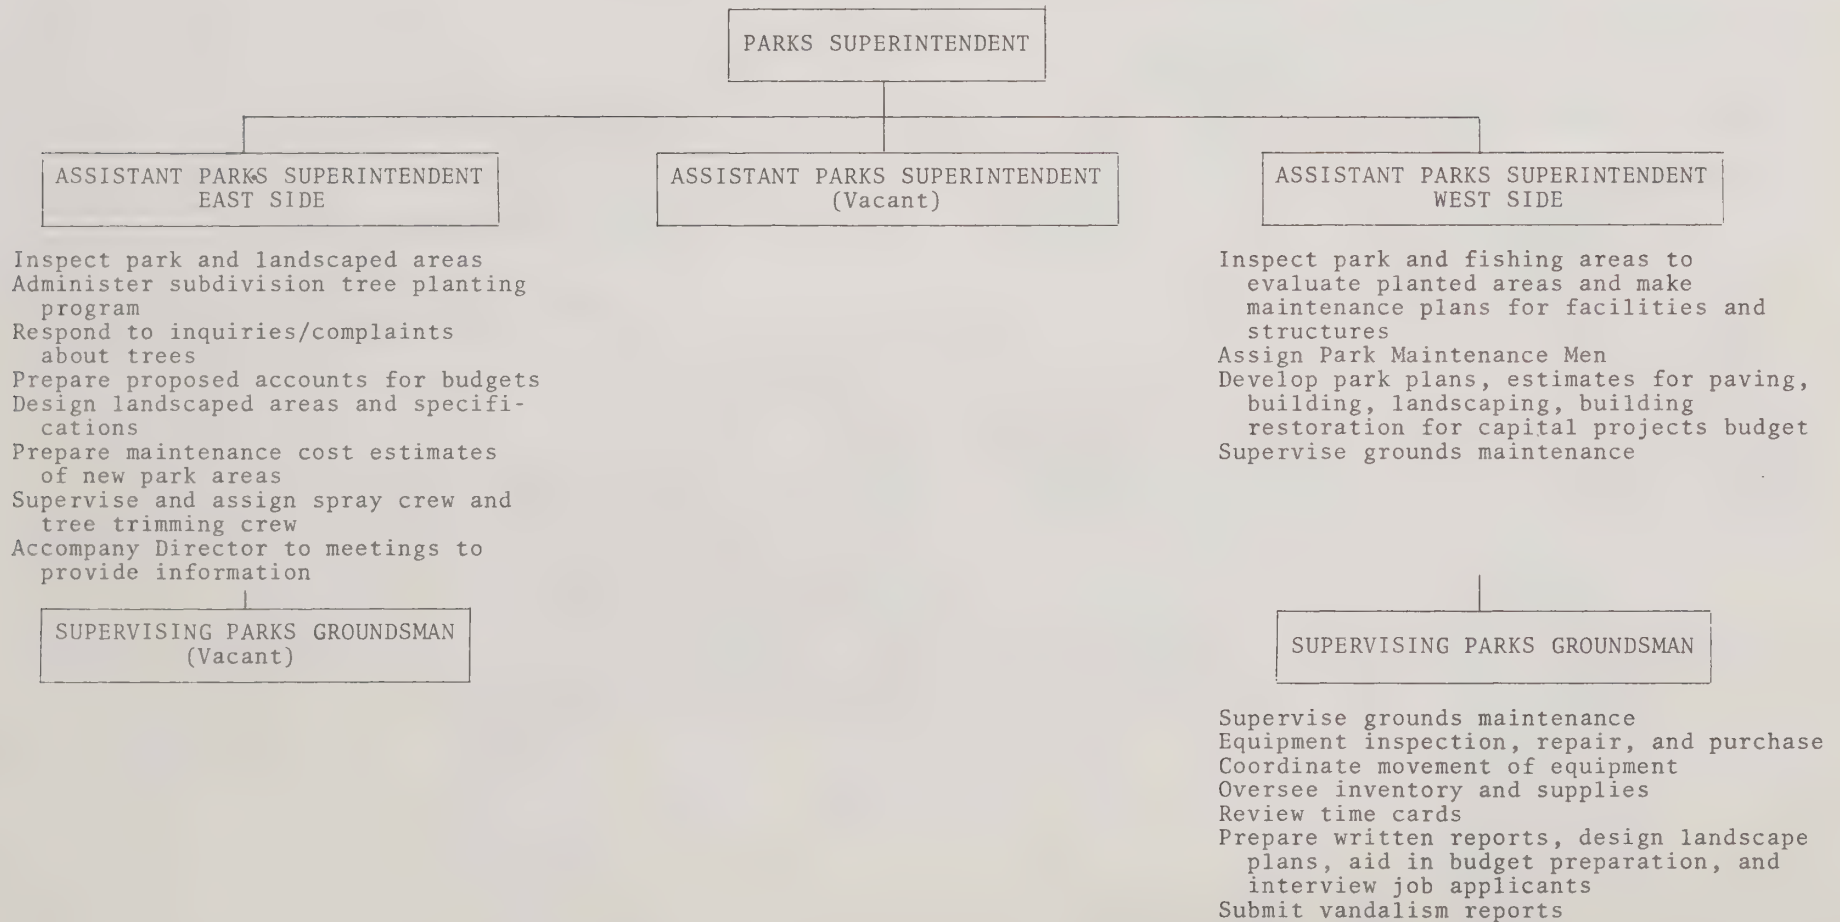 PARKS SUPERINTENDENT
ASSISTANT PARKS SUPERINTENDENT
EAST SIDE
ASSISTANT PARKS SUPERINTENDENT
(Vacant)
ASSISTANT PARKS SUPERINTENDENT
WEST SIDE
Inspect park and landscaped areas
Administer subdivision tree planting
program
Respond to inquiries/complaints
about trees
Prepare proposed accounts for budgets
Design landscaped areas and specifi-
cations
Prepare maintenance cost estimates
of new park areas
Supervise and assign spray crew and
tree trimming crew
Accompany Director to meetings to
provide information
Inspect park and fishing areas to
evaluate planted areas and make
maintenance plans for facilities and
structures
Assign Park Maintenance Men
Develop park plans, estimates for paving,
building, landscaping, building
restoration for capital projects budget
Supervise grounds maintenance
SUPERVISING PARKS GROUNDSMAN
(Vacant)
SUPERVISING PARKS GROUNDSMAN
Supervise grounds maintenance
Equipment inspection, repair, and purchase
Coordinate movement of equipment
Oversee inventory and supplies
Review time cards
Prepare written reports, design landscape
plans, aid in budget preparation, and
interview job applicants
Submit vandalism reports